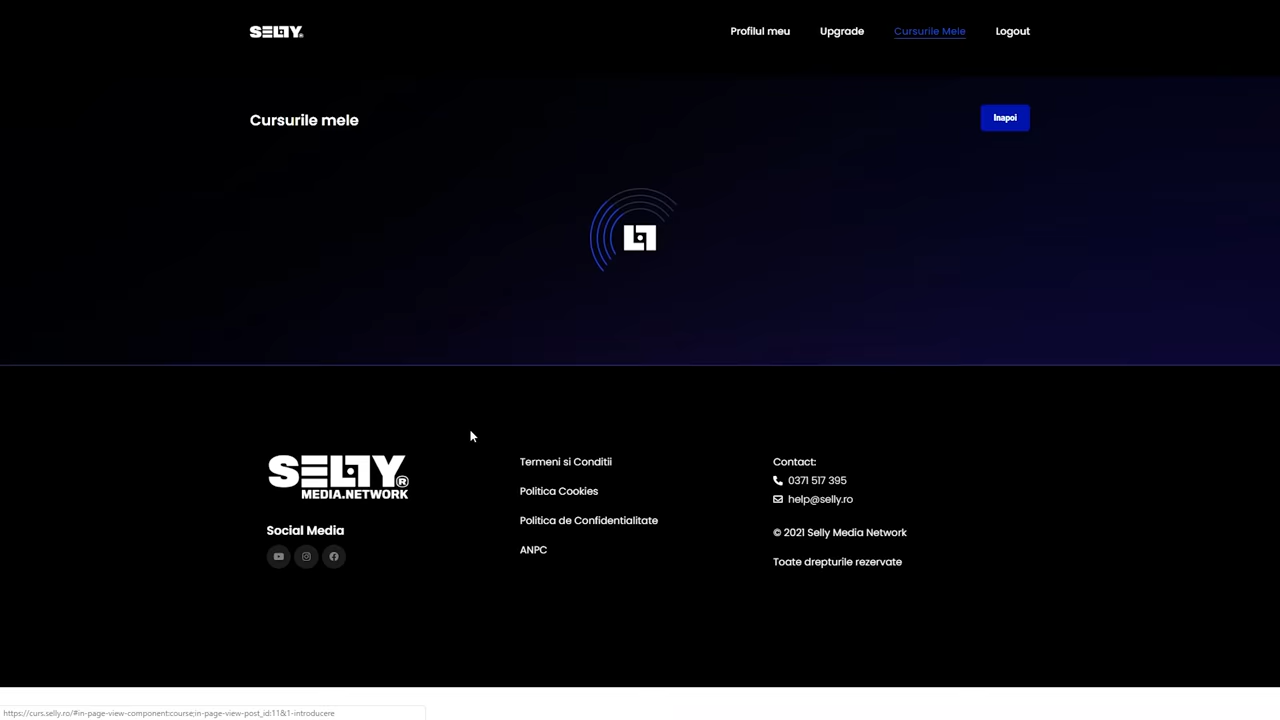 SELLY®
Profilul meu
Upgrade
Cursurile Mele
Logout
Cursurile mele
Inapoi
SELLY®
MEDIA.NETWORK
Social Media
Termeni si Conditii
Politica Cookies
Politica de Confidentialitate
ANPC
Contact:
0371 517 395
help@selly.ro
© 2021 Selly Media Network
Toate drepturile rezervate
https://curs.selly.ro/#in-page-view-component:course;in-page-view-post_id:11&1-introducere